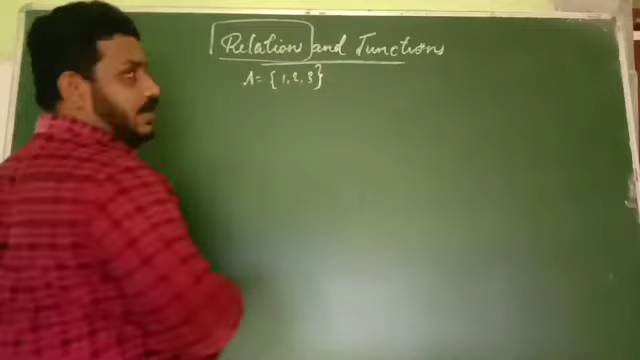 Relation and Functions
A = { 1, 2, 3 }